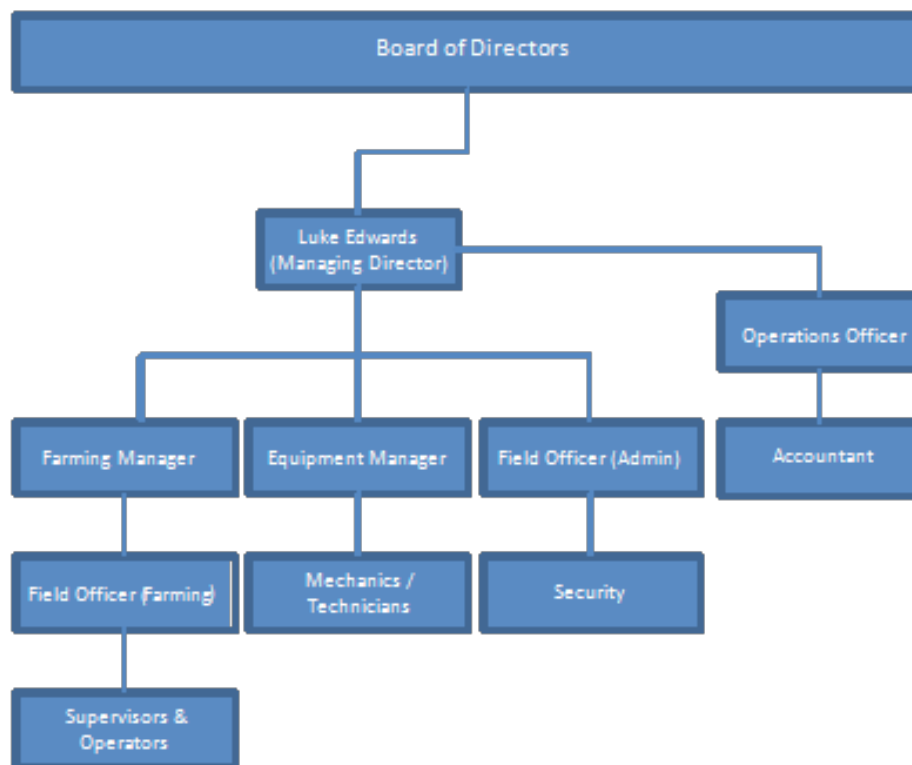 Board of Directors
Luke Edwards
(Managing Director)
Operations Officer
Farming Manager
Equipment Manager
Field Officer (Admin)
Accountant
Field Officer (Farming)
Mechanics /
Technicians
Security
Supervisors &
Operators